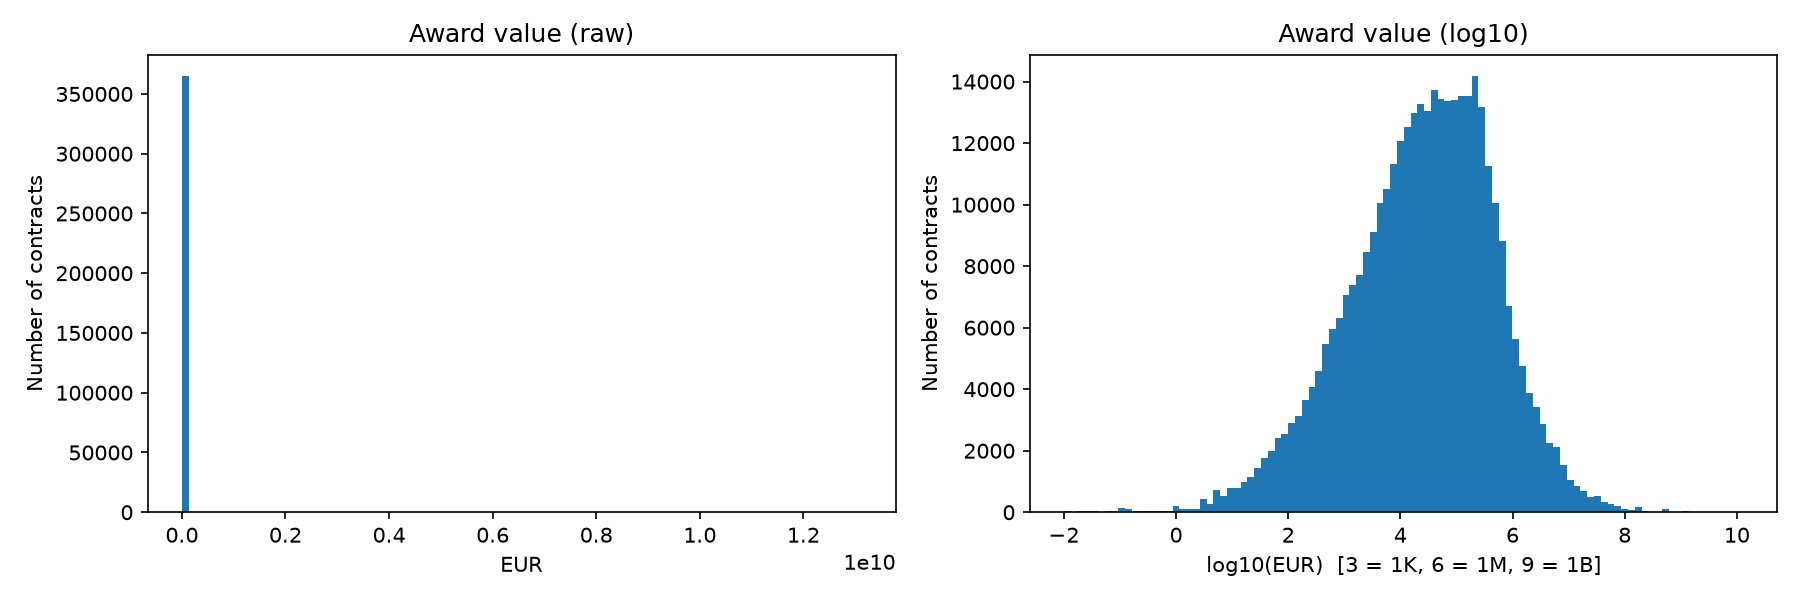 Award value (raw)
Number of contracts
350000
300000
250000
200000
150000
100000
50000
0
0.0 0.2 0.4 0.6 0.8 1.0 1.2
1e10
EUR
Award value (log10)
Number of contracts
14000
12000
10000
8000
6000
4000
2000
0
−2 0 2 4 6 8 10
log10(EUR) [3 = 1K, 6 = 1M, 9 = 1B]